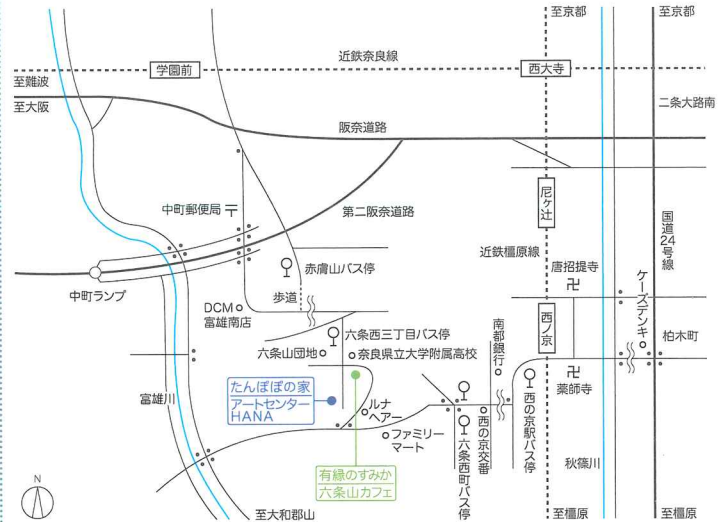 至京都
至京都
近鉄奈良線
学園前
西大寺
至難波
至大阪
二条大路南
阪奈道路
尼ヶ辻
中町郵便局
第二阪奈道路
国道24号線
近鉄橿原線
唐招提寺
赤膚山バス停
中町ランプ
歩道
ケーズデンキ
DCM
富雄南店
西ノ京
南都銀行
柏木町
六条西三丁目バス停
六条山団地
奈良県立大学附属高校
たんぽぽの家
アートセンター
HANA
富雄川
ルナ
ヘアー
薬師寺
ファミリー
マート
六条西町バス停
西の京交番
西の京駅バス停
有縁のすみか
六条山カフェ
秋篠川
N
至大和郡山
至橿原
至橿原